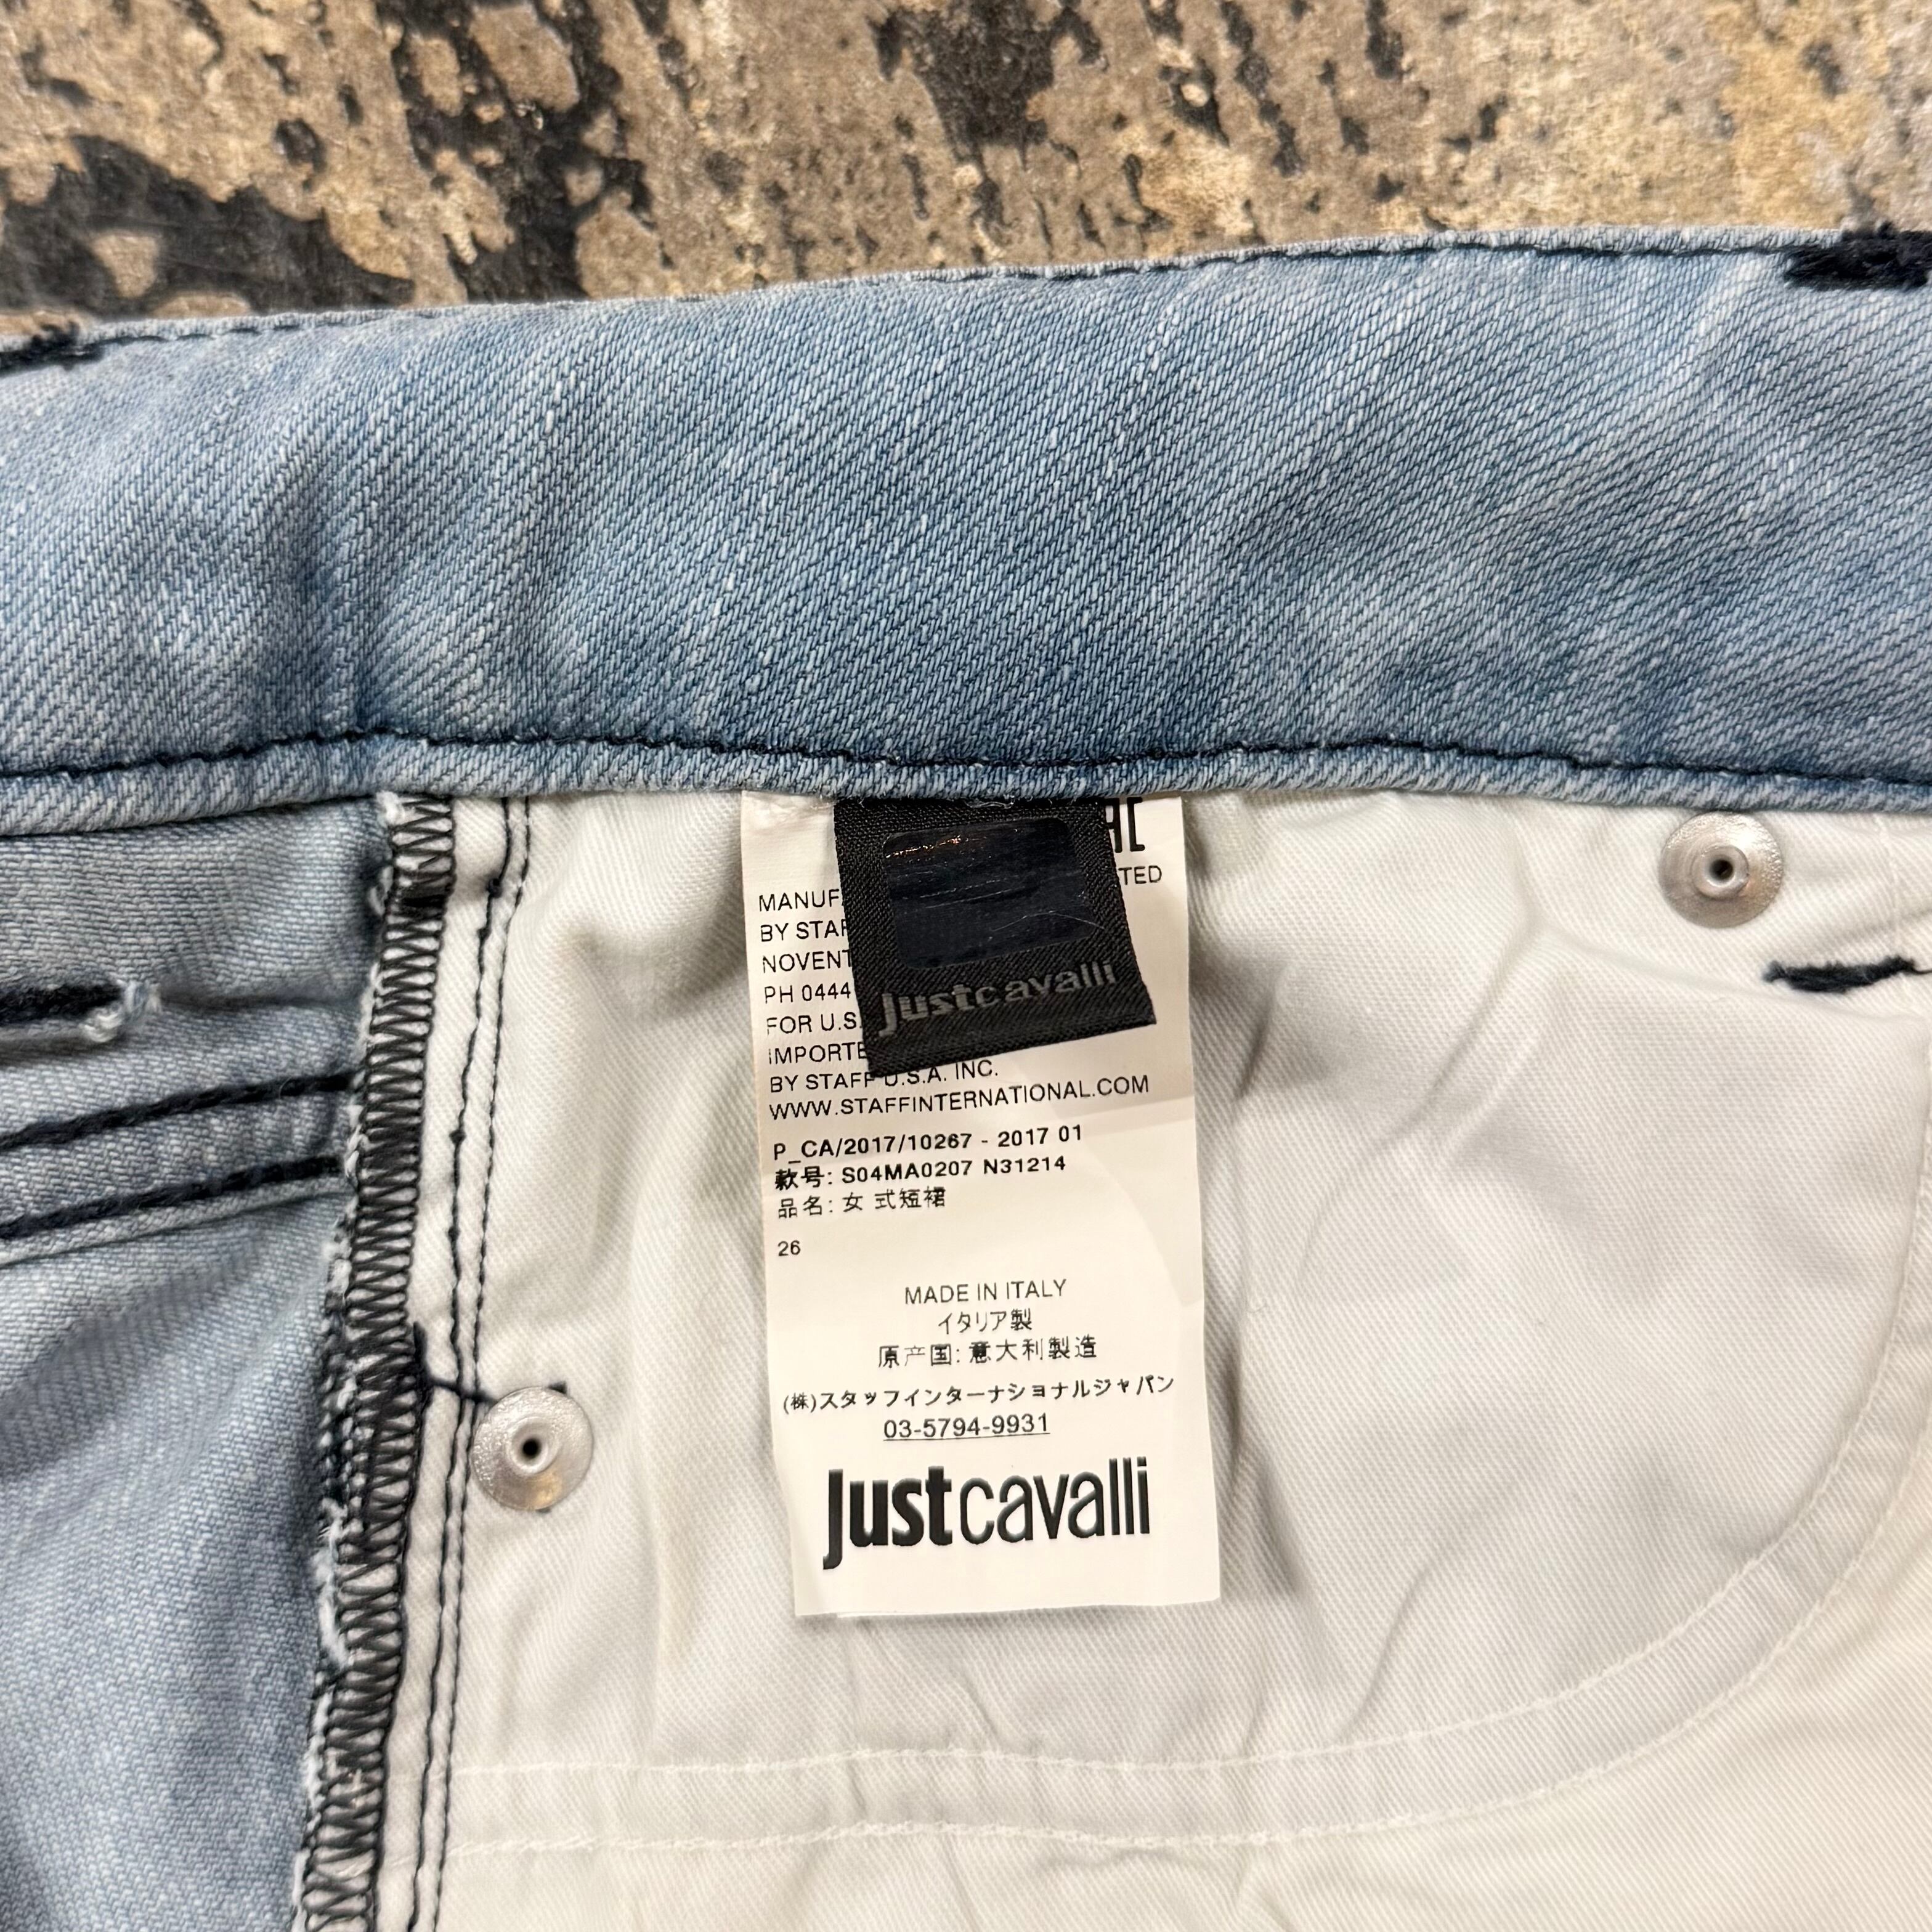 EAC
MANUF
TED
BY STAF
NOVENT
PH 0444
FOR U.S.
IMPORTE
BY STAFF U.S.A. INC.
WWW.STAFFINTERNATIONAL.COM
justcavalli
P_CA/2017/10267 - 2017 01
款号: S04MA0207 N31214
品名: 女 式短裙
26
MADE IN ITALY
イタリア製
原产国: 意大利製造
(株)スタッフインターナショナルジャパン
03-5794-9931
justcavalli